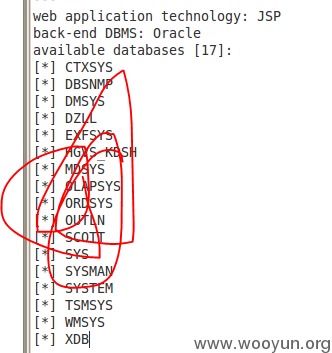 web application technology: JSP
back-end DBMS: Oracle
available databases [17]:
[*] CTXSYS
[*] DBSNMP
[*] DMSYS
[*] DZLL
[*] EXFSYS
[*] HGXS_KDSH
[*] MDSYS
[*] OLAPSYS
[*] ORDSYS
[*] OUTLN
[*] SCOTT
[*] SYS
[*] SYSMAN
[*] SYSTEM
[*] TSMSYS
[*] WMSYS
[*] XDB
www.wooyun.org